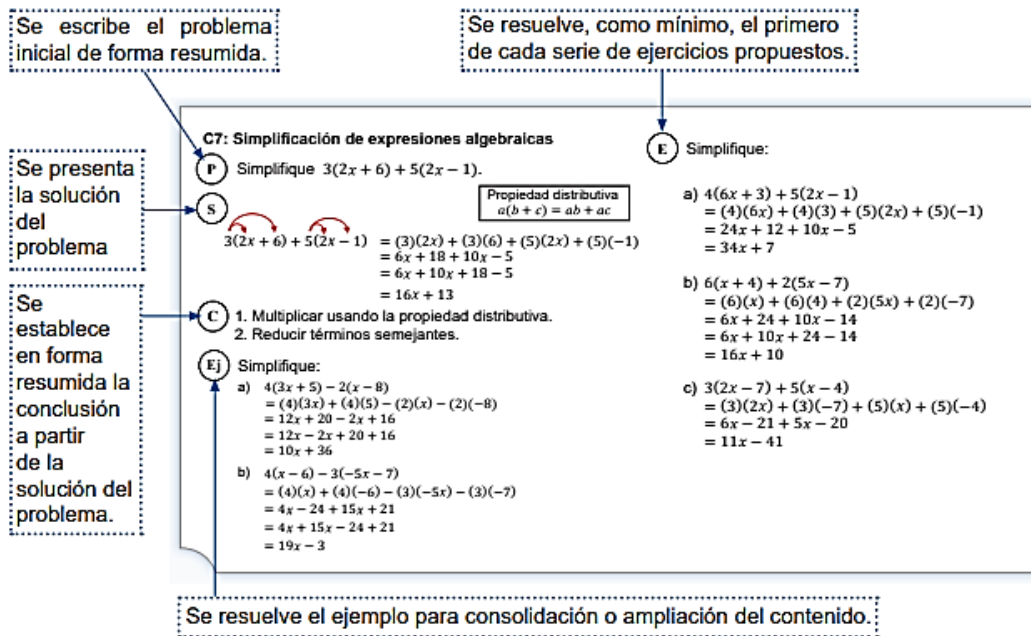 Se escribe el problema
inicial de forma resumida.
Se resuelve, como mínimo, el primero
de cada serie de ejercicios propuestos.
Se presenta
la solución
del
problema
Se
establece
en forma
resumida la
conclusión
a partir
de la
solución del
problema.
C7: Simplificación de expresiones algebraicas
P Simplifique 3(2x + 6) + 5(2x − 1).
S
Propiedad distributiva
a(b + c) = ab + ac
3(2x + 6) + 5(2x − 1) = (3)(2x) + (3)(6) + (5)(2x) + (5)(−1)
= 6x + 18 + 10x − 5
= 6x + 10x + 18 − 5
= 16x + 13
C 1. Multiplicar usando la propiedad distributiva.
2. Reducir términos semejantes.
Ej Simplifique:
a) 4(3x + 5) − 2(x − 8)
= (4)(3x) + (4)(5) − (2)(x) − (2)(−8)
= 12x + 20 − 2x + 16
= 12x − 2x + 20 + 16
= 10x + 36
b) 4(x − 6) − 3(−5x − 7)
= (4)(x) + (4)(−6) − (3)(−5x) − (3)(−7)
= 4x − 24 + 15x + 21
= 4x + 15x − 24 + 21
= 19x − 3
E Simplifique:
a) 4(6x + 3) + 5(2x − 1)
= (4)(6x) + (4)(3) + (5)(2x) + (5)(−1)
= 24x + 12 + 10x − 5
= 34x + 7
b) 6(x + 4) + 2(5x − 7)
= (6)(x) + (6)(4) + (2)(5x) + (2)(−7)
= 6x + 24 + 10x − 14
= 6x + 10x + 24 − 14
= 16x + 10
c) 3(2x − 7) + 5(x − 4)
= (3)(2x) + (3)(−7) + (5)(x) + (5)(−4)
= 6x − 21 + 5x − 20
= 11x − 41
Se resuelve el ejemplo para consolidación o ampliación del contenido.